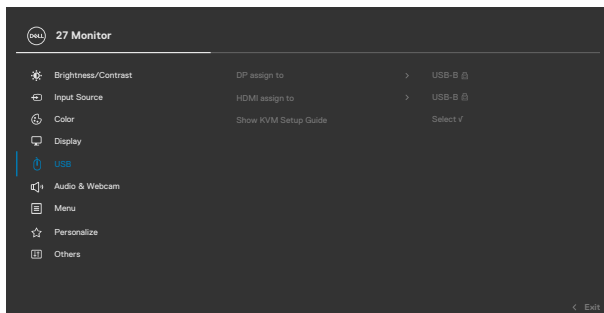 DELL 27 Monitor
Brightness/Contrast DP assign to > USB-B
Input Source HDMI assign to > USB-B
Color Show KVM Setup Guide Select √
Display
USB
Audio & Webcam
Menu
Personalize
Others
< Exit